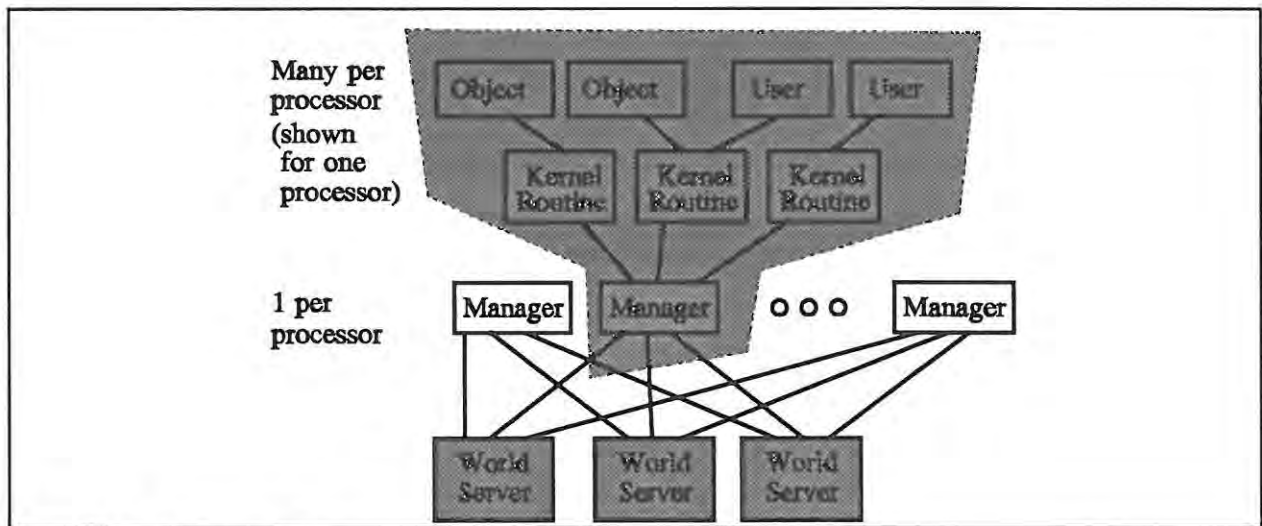 Many per
processor
(shown
for one
processor)
Object Object User User
Kernel Kernel Kernel
Routine Routine Routine
1 per
processor
Manager Manager Manager
World World World
Server Server Server